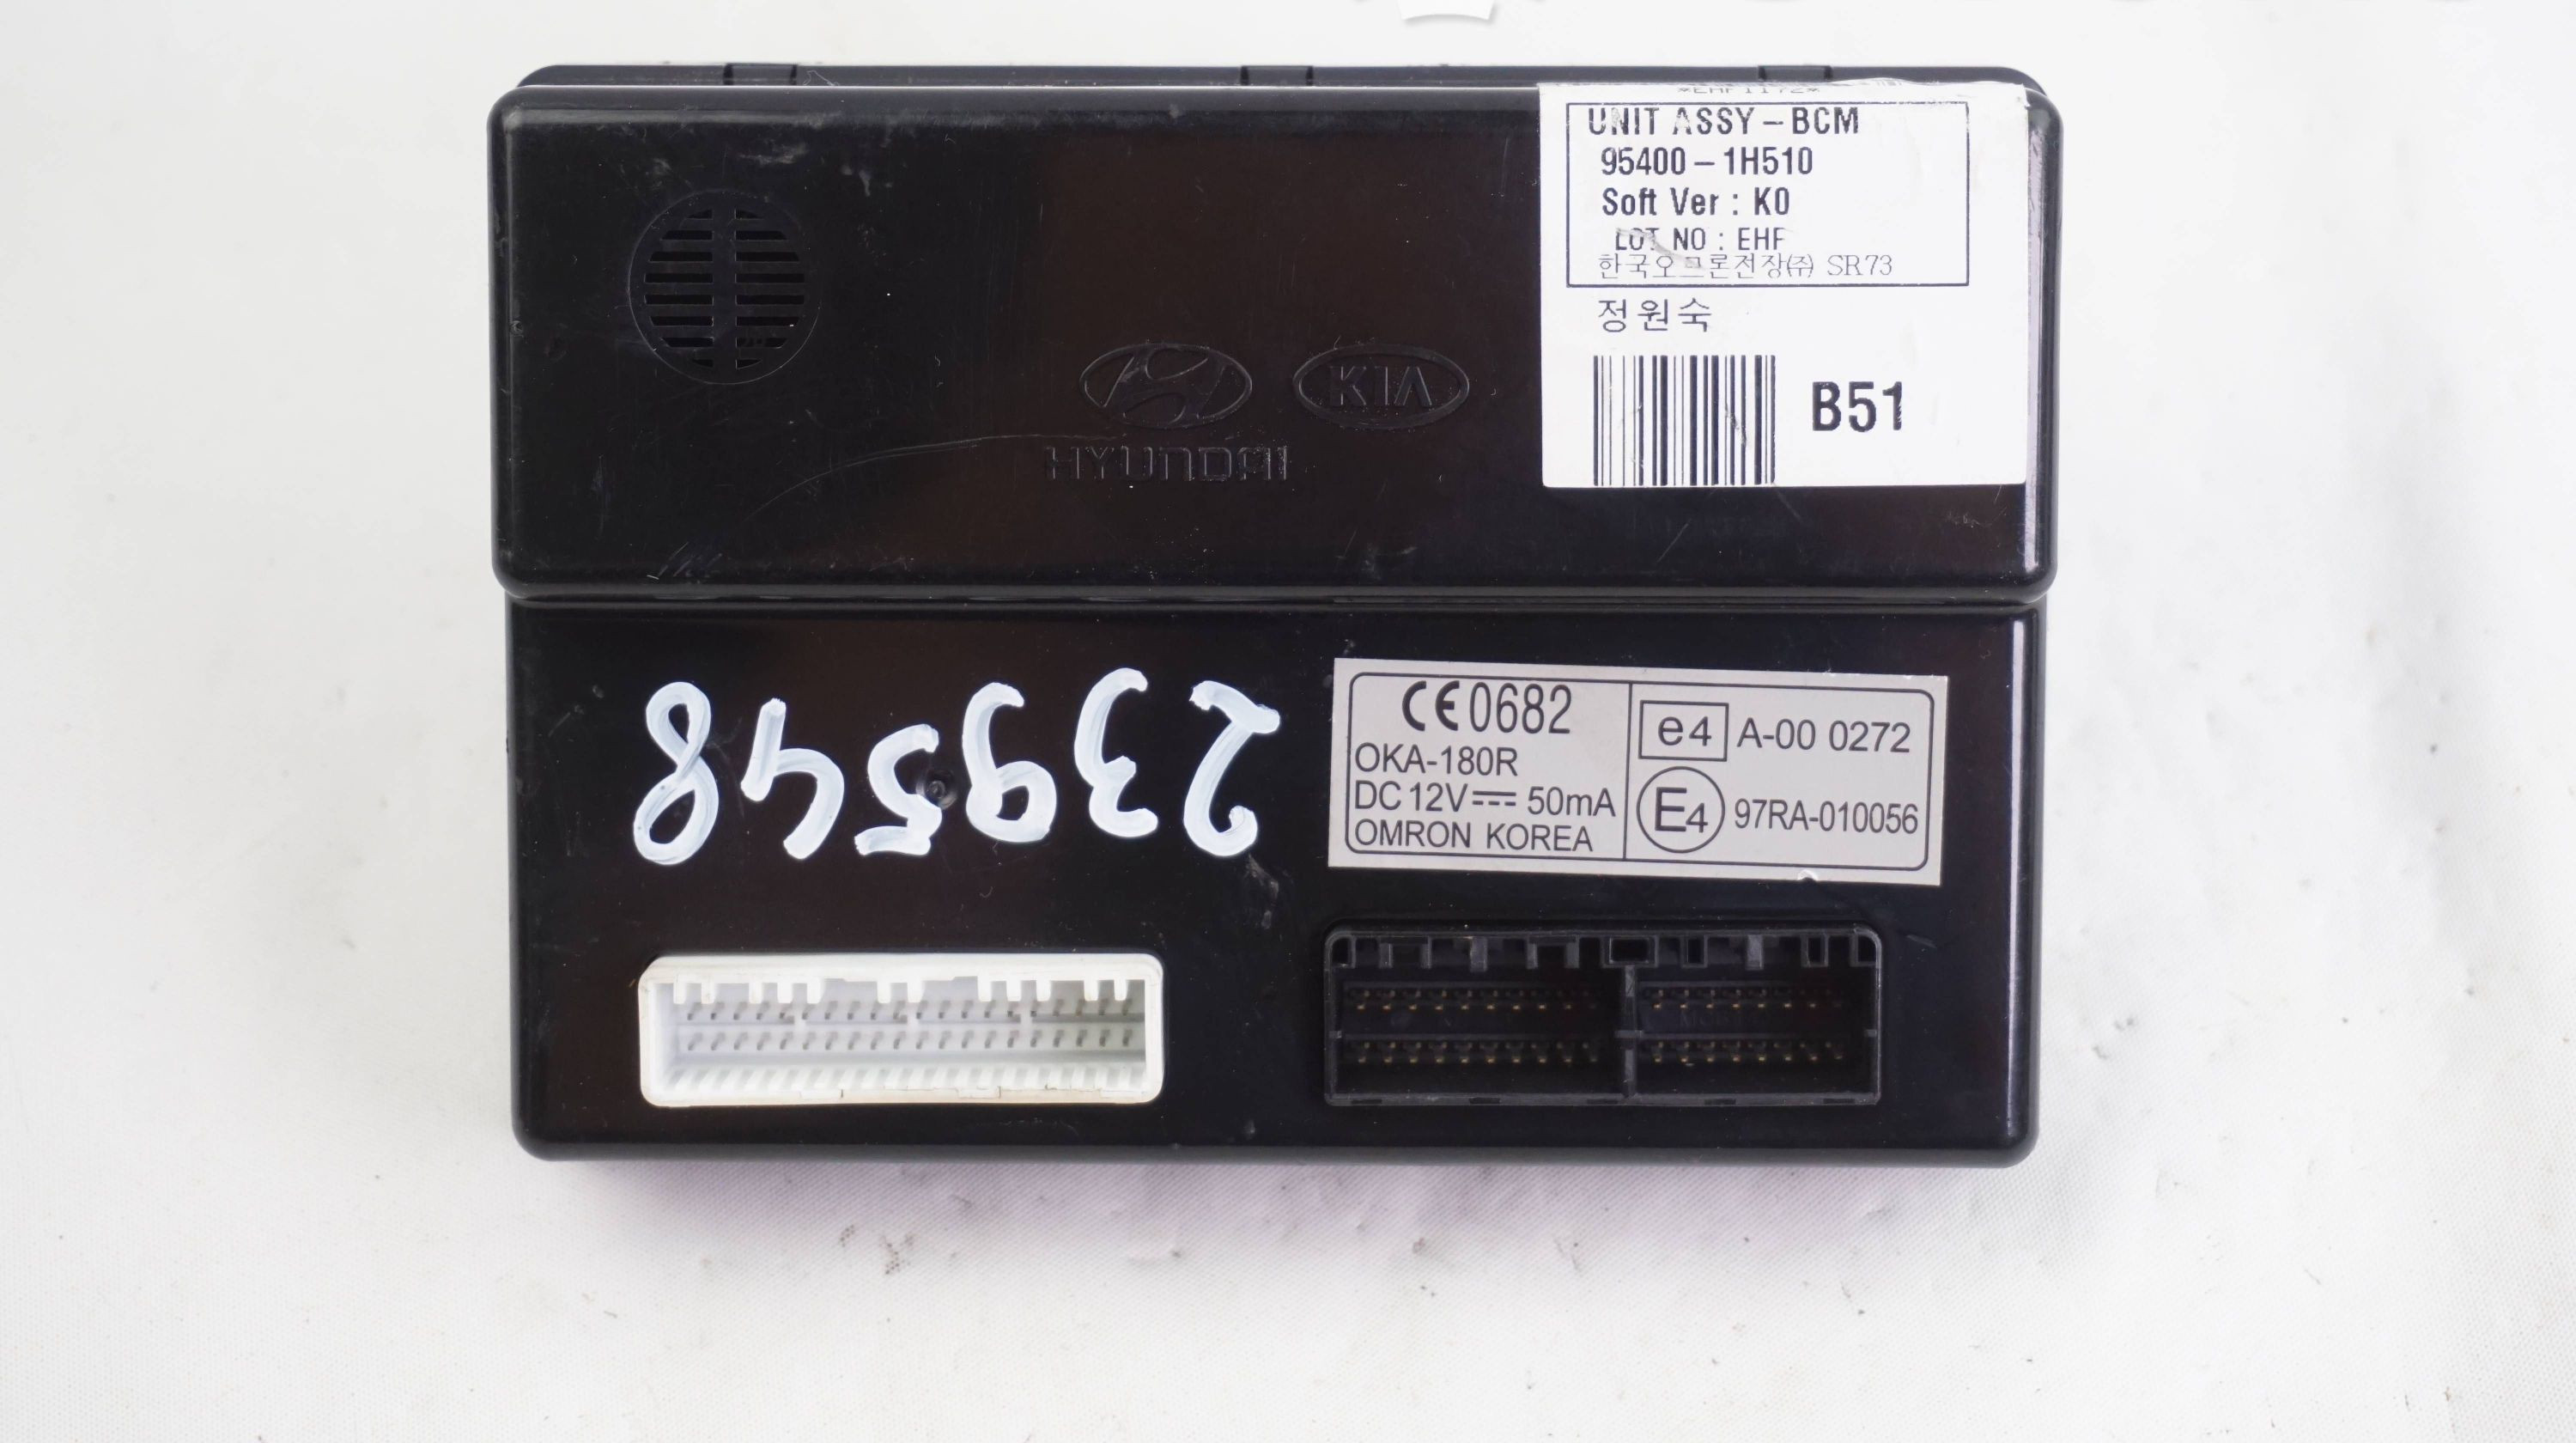 UNIT ASSY-BCM
95400-1H510
Soft Ver : K0
LOT NO : EHF
한국오므론전장㈜ SR73
정원숙
B51
KIA
HYUNDAI
239548
CE0682
OKA-180R
DC 12V⎓ 50mA
OMRON KOREA
e4 A-00 0272
E4 97RA-010056